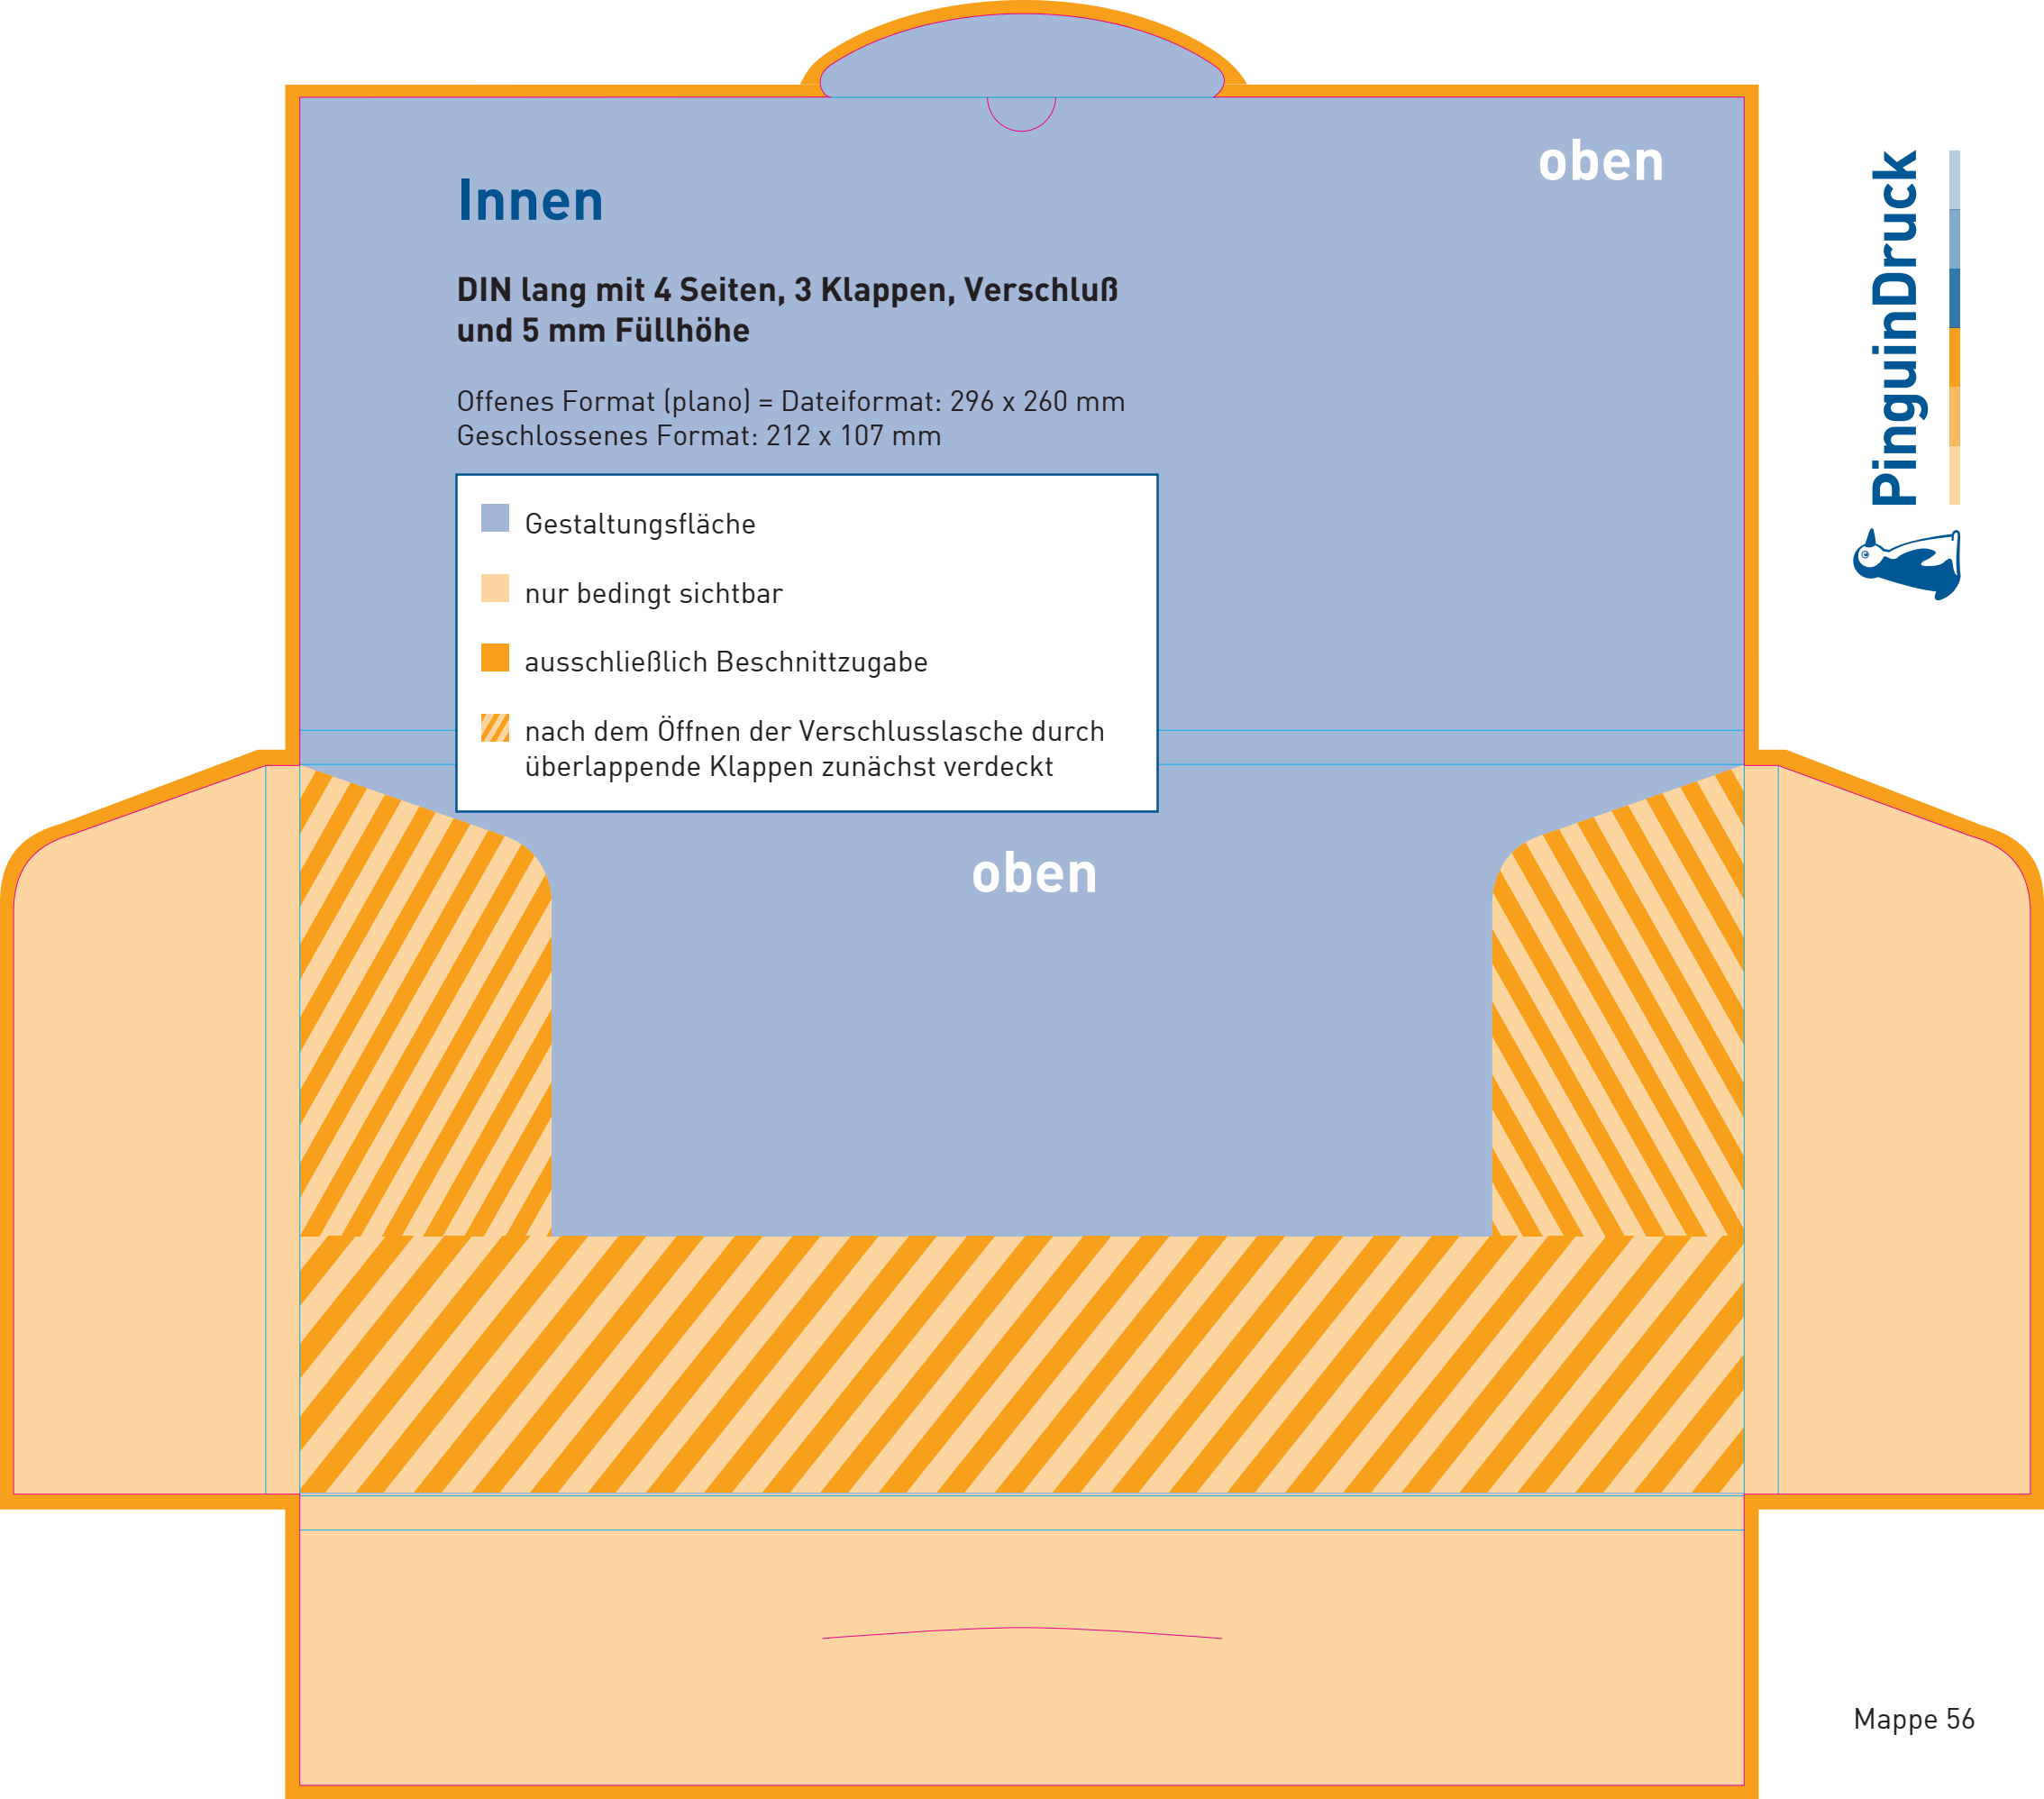 oben
Innen
DIN lang mit 4 Seiten, 3 Klappen, Verschluß
und 5 mm Füllhöhe
Offenes Format (plano) = Dateiformat: 296 x 260 mm
Geschlossenes Format: 212 x 107 mm
Gestaltungsfläche
nur bedingt sichtbar
ausschließlich Beschnittzugabe
nach dem Öffnen der Verschlusslasche durch
überlappende Klappen zunächst verdeckt
oben
PinguinDruck
Mappe 56